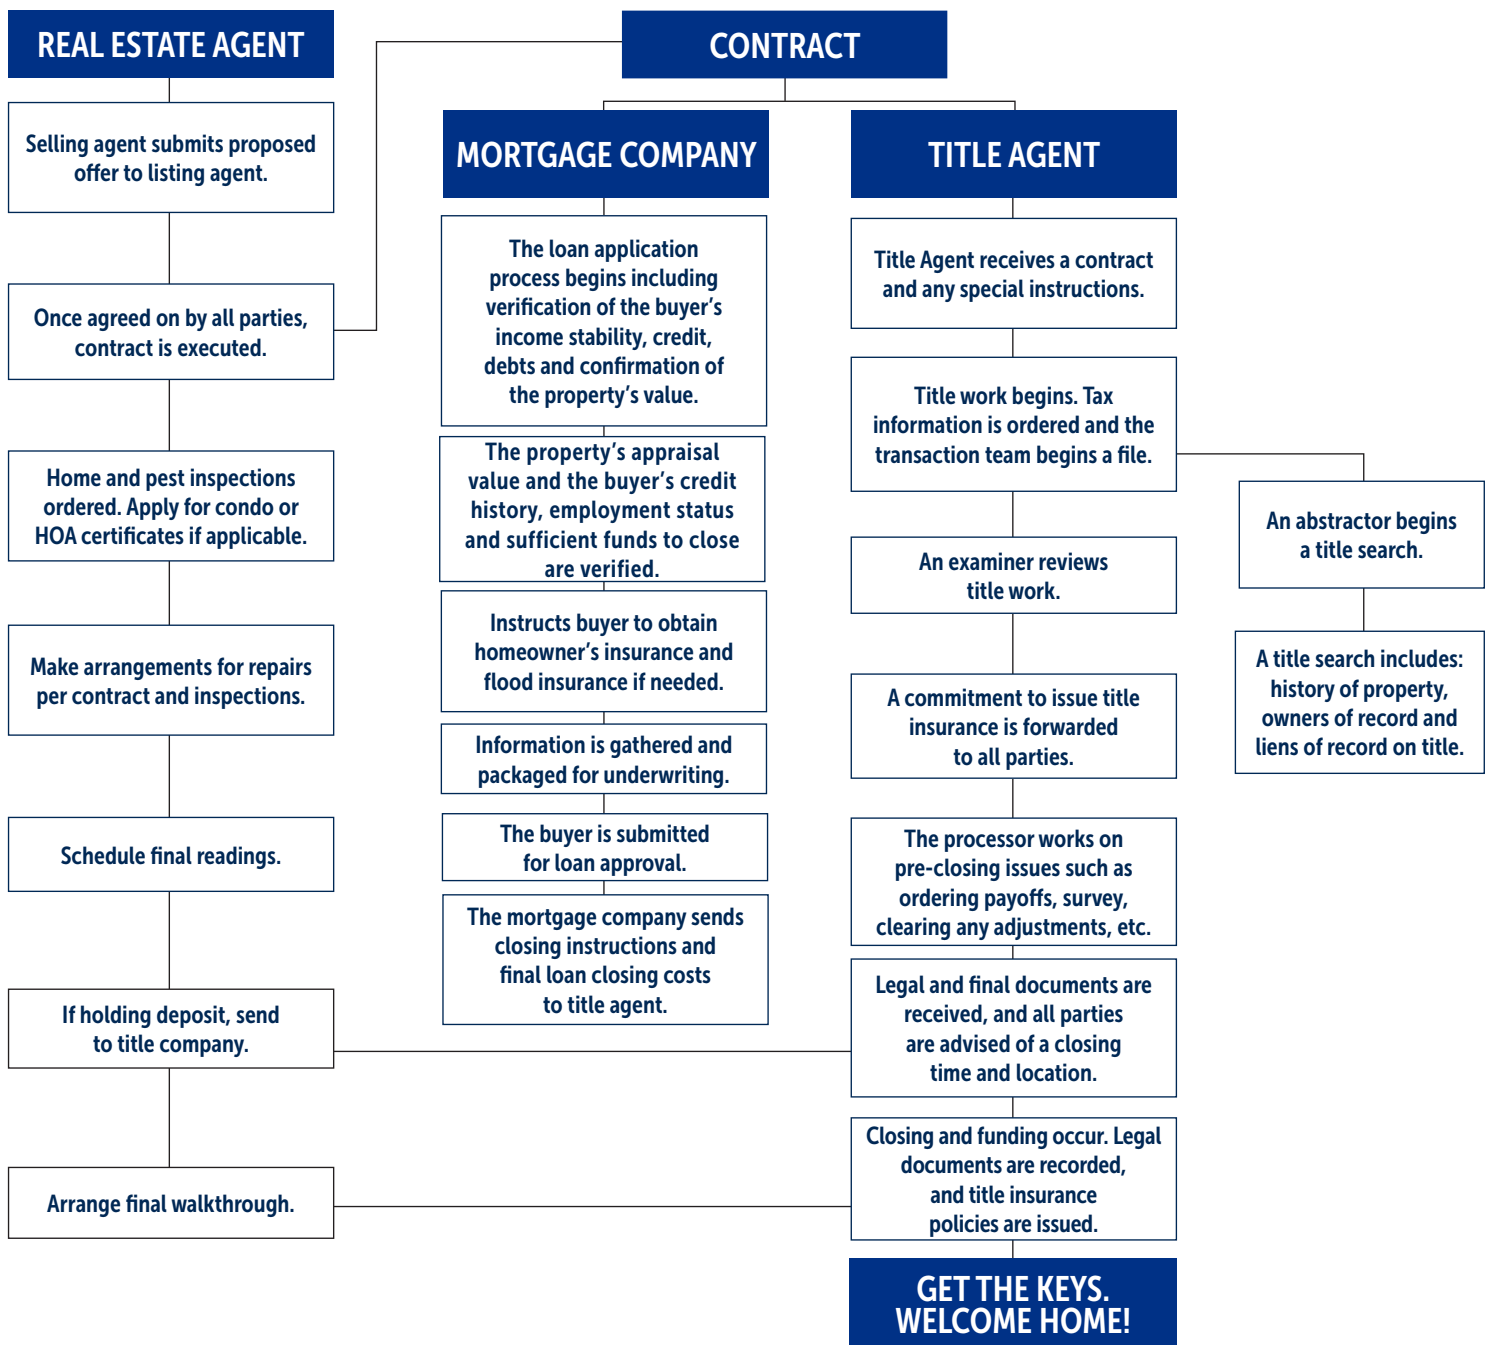 REAL ESTATE AGENT
Selling agent submits proposed
offer to listing agent.
Once agreed on by all parties,
contract is executed.
Home and pest inspections
ordered. Apply for condo or
HOA certificates if applicable.
Make arrangements for repairs
per contract and inspections.
Schedule final readings.
If holding deposit, send
to title company.
Arrange final walkthrough.
CONTRACT
MORTGAGE COMPANY
The loan application
process begins including
verification of the buyer’s
income stability, credit,
debts and confirmation of
the property’s value.
The property’s appraisal
value and the buyer’s credit
history, employment status
and sufficient funds to close
are verified.
Instructs buyer to obtain
homeowner’s insurance and
flood insurance if needed.
Information is gathered and
packaged for underwriting.
The buyer is submitted
for loan approval.
The mortgage company sends
closing instructions and
final loan closing costs
to title agent.
TITLE AGENT
Title Agent receives a contract
and any special instructions.
Title work begins. Tax
information is ordered and the
transaction team begins a file.
An examiner reviews
title work.
A commitment to issue title
insurance is forwarded
to all parties.
The processor works on
pre-closing issues such as
ordering payoffs, survey,
clearing any adjustments, etc.
Legal and final documents are
received, and all parties
are advised of a closing
time and location.
Closing and funding occur. Legal
documents are recorded,
and title insurance
policies are issued.
GET THE KEYS.
WELCOME HOME!
An abstractor begins
a title search.
A title search includes:
history of property,
owners of record and
liens of record on title.